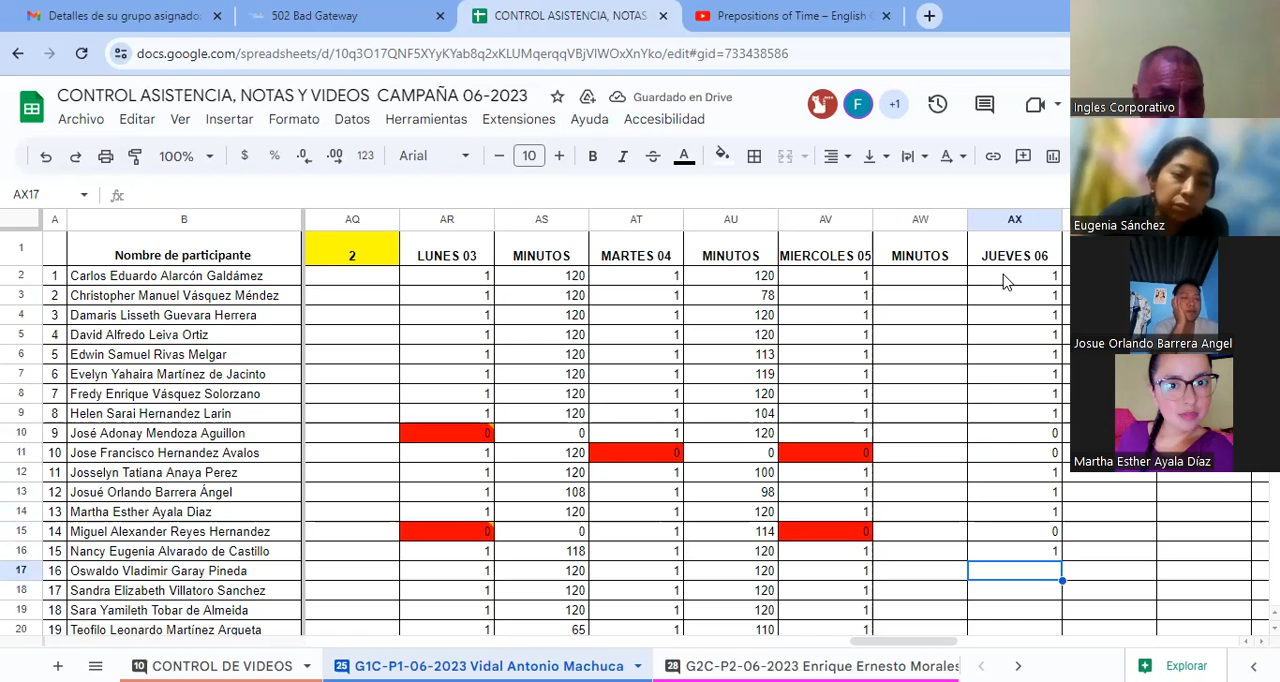 Detalles de su grupo asignado: × 502 Bad Gateway × CONTROL ASISTENCIA, NOTAS × Prepositions of Time – English G × +
docs.google.com/spreadsheets/d/10q3O17QNF5XYyKYab8q2xKLUMqerqqVBjVIWOxXnYko/edit#gid=733438586
CONTROL ASISTENCIA, NOTAS Y VIDEOS CAMPAÑA 06-2023 Guardado en Drive F +1
Archivo Editar Ver Insertar Formato Datos Herramientas Extensiones Ayuda Accesibilidad
100% $ % .0 .00 123 Arial − 10 + B I A
AX17 fx
A B AQ AR AS AT AU AV AW AX
1 Nombre de participante 2 LUNES 03 MINUTOS MARTES 04 MINUTOS MIERCOLES 05 MINUTOS JUEVES 06
2 1 Carlos Eduardo Alarcón Galdámez 1 120 1 120 1 1
3 2 Christopher Manuel Vásquez Méndez 1 120 1 78 1 1
4 3 Damaris Lisseth Guevara Herrera 1 120 1 120 1 1
5 4 David Alfredo Leiva Ortiz 1 120 1 120 1 1
6 5 Edwin Samuel Rivas Melgar 1 120 1 113 1 1
7 6 Evelyn Yahaira Martínez de Jacinto 1 120 1 119 1 1
8 7 Fredy Enrique Vásquez Solorzano 1 120 1 120 1 1
9 8 Helen Sarai Hernandez Larin 1 120 1 104 1 1
10 9 José Adonay Mendoza Aguillon 0 0 1 120 1 0
11 10 Jose Francisco Hernandez Avalos 1 120 0 0 0 0
12 11 Josselyn Tatiana Anaya Perez 1 120 1 100 1 1
13 12 Josué Orlando Barrera Ángel 1 108 1 98 1 1
14 13 Martha Esther Ayala Diaz 1 120 1 120 1 1
15 14 Miguel Alexander Reyes Hernandez 0 0 1 114 0 0
16 15 Nancy Eugenia Alvarado de Castillo 1 118 1 120 1 1
17 16 Oswaldo Vladimir Garay Pineda 1 120 1 120 1
18 17 Sandra Elizabeth Villatoro Sanchez 1 120 1 120 1
19 18 Sara Yamileth Tobar de Almeida 1 120 1 120 1
20 19 Teofilo Leonardo Martínez Argueta 1 65 1 110 1
+ 10 CONTROL DE VIDEOS 25 G1C-P1-06-2023 Vidal Antonio Machuca 28 G2C-P2-06-2023 Enrique Ernesto Morales Explorar
Ingles Corporativo
Eugenia Sánchez
Josue Orlando Barrera Angel
Martha Esther Ayala Díaz